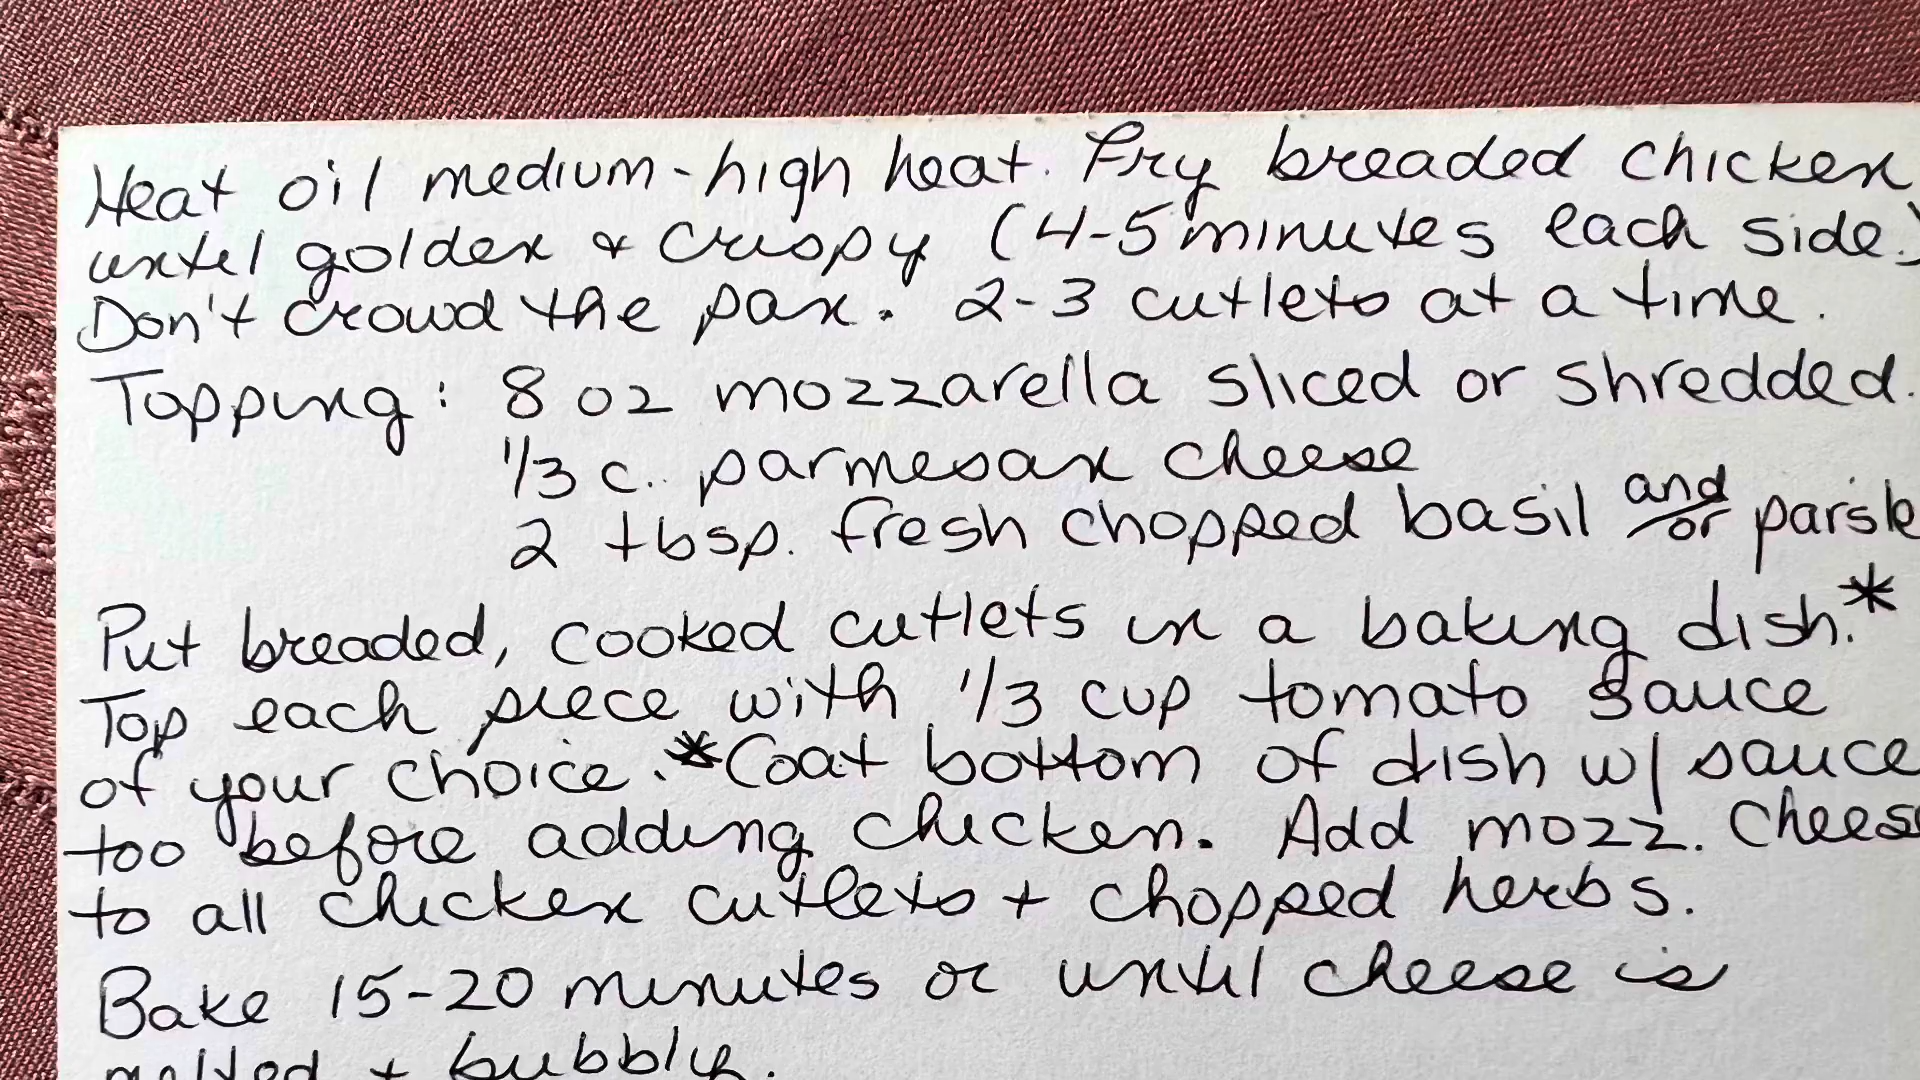 Heat oil medium-high heat. Fry breaded chicken
until golden & crispy (4-5 minutes each side.)
Don't crowd the pan. 2-3 cutlets at a time.
Topping: 8 oz mozzarella sliced or shredded.
1/3 c. parmesan cheese
2 tbsp. fresh chopped basil and/or parsle
Put breaded, cooked cutlets in a baking dish.*
Top each piece with 1/3 cup tomato sauce
of your choice. *Coat bottom of dish w/ sauce
too before adding chicken. Add mozz. Chees
to all chicken cutlets + chopped herbs.
Bake 15-20 minutes or until cheese is
melted + bubbly.